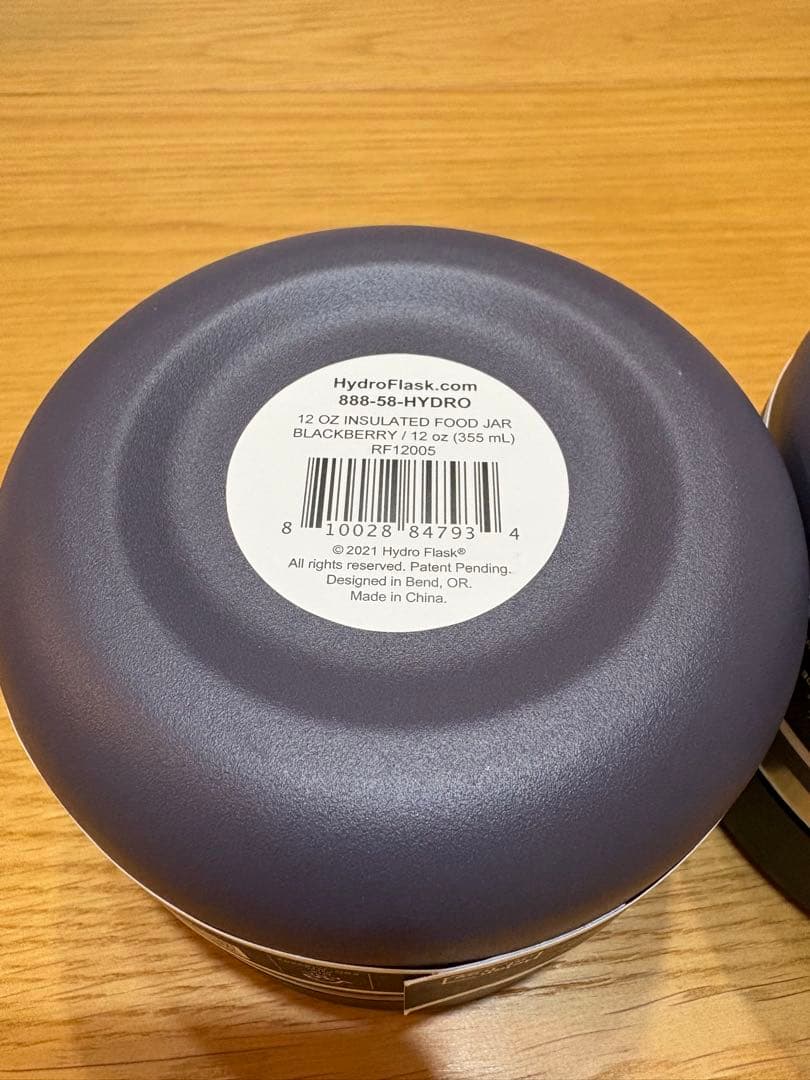 HydroFlask.com
888-58-HYDRO
12 OZ INSULATED FOOD JAR
BLACKBERRY / 12 oz (355 mL)
RF12005
8 10028 84793 4
© 2021 Hydro Flask®
All rights reserved. Patent Pending.
Designed in Bend, OR.
Made in China.